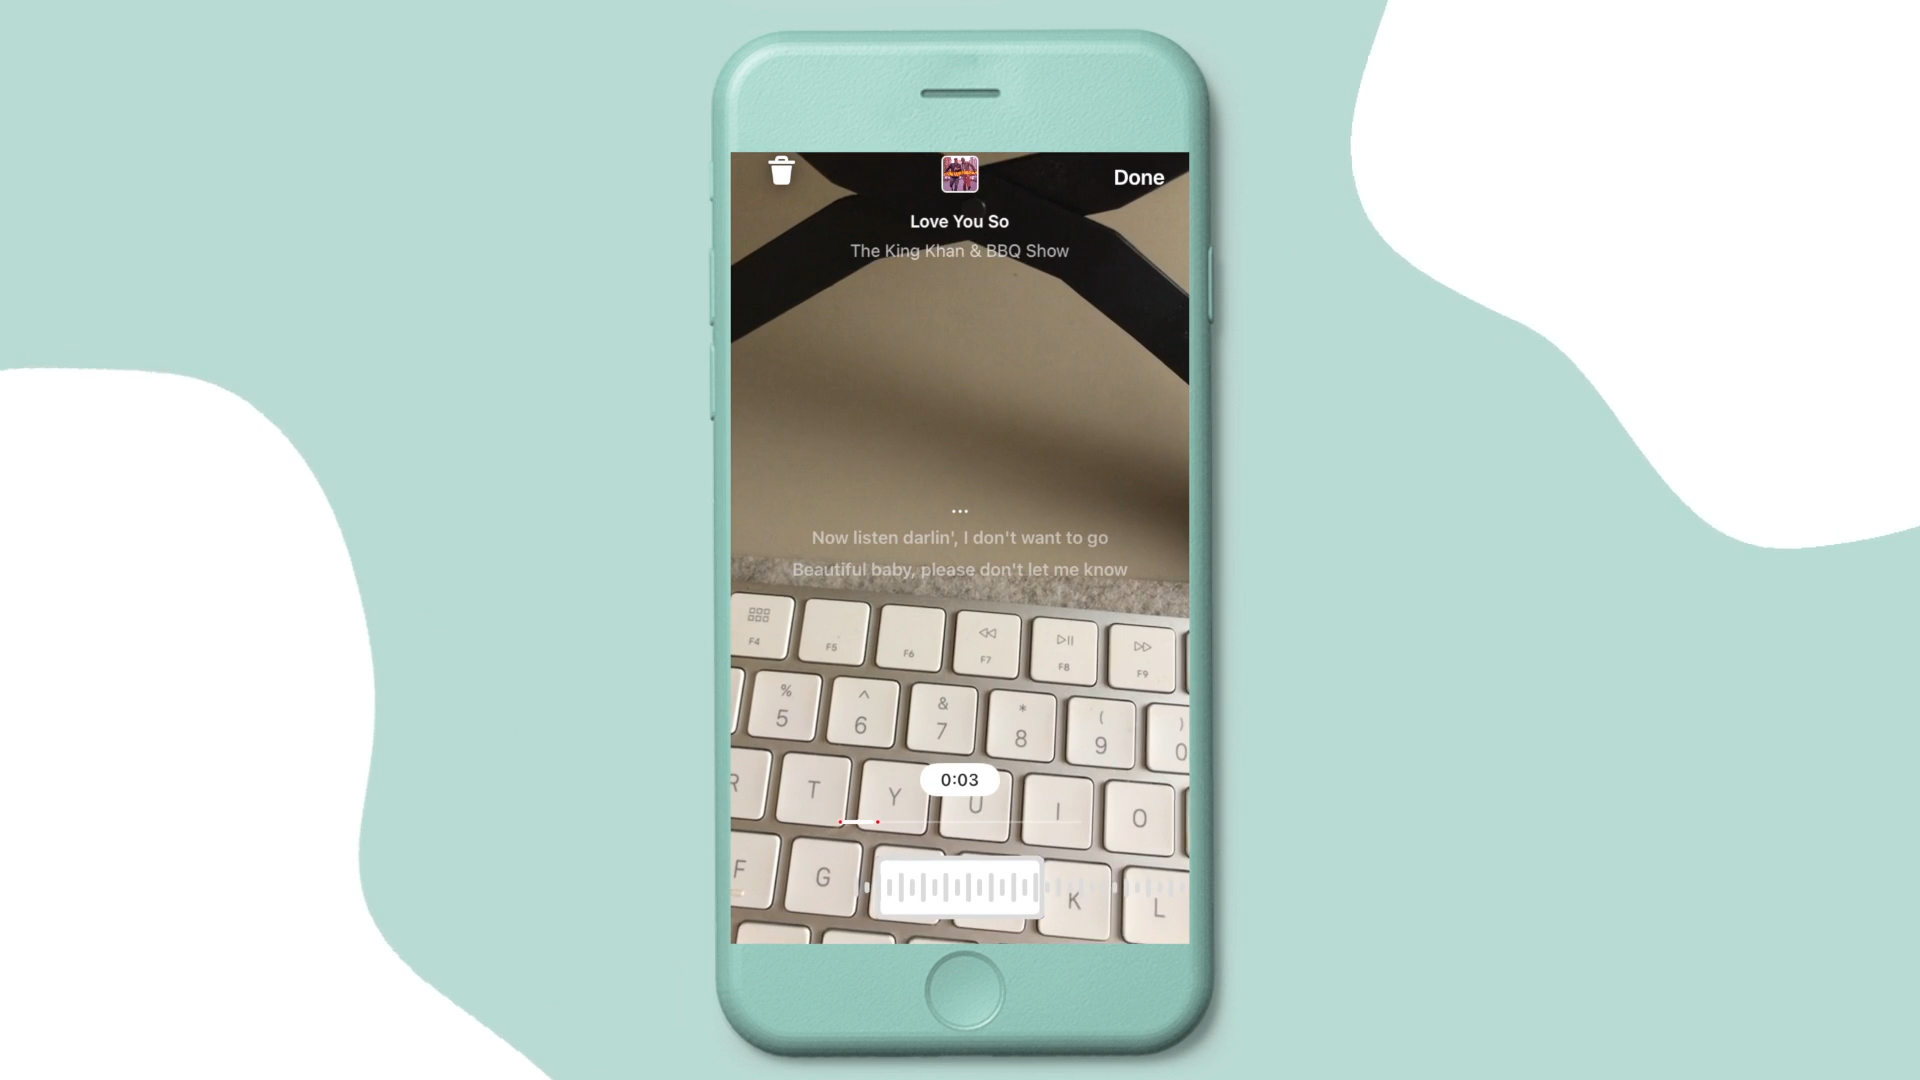 Done
Love You So
The King Khan & BBQ Show
...
Now listen darlin', I don't want to go
Beautiful baby, please don't let me know
F4 F5 F6 F7 F8 F9
% ^ & * ( )
5 6 7 8 9 0
R T Y U I O
0:03
F G K L